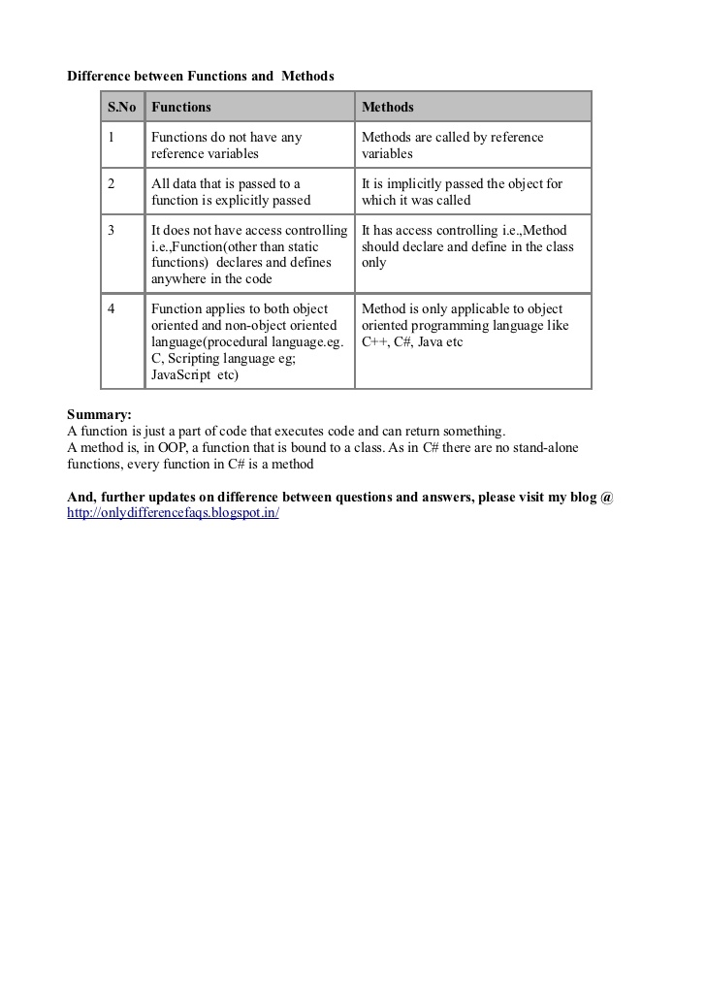 Difference between Functions and  Methods
S.No Functions Methods
1 Functions do not have any
reference variables
Methods are called by reference
variables
2 All data that is passed to a
function is explicitly passed
It is implicitly passed the object for
which it was called
3 It does not have access controlling
i.e.,Function(other than static
functions)  declares and defines
anywhere in the code
It has access controlling i.e.,Method
should declare and define in the class
only
4 Function applies to both object
oriented and non-object oriented
language(procedural language.eg.
C, Scripting language eg;
JavaScript  etc)
Method is only applicable to object
oriented programming language like
C++, C#, Java etc
Summary:
A function is just a part of code that executes code and can return something.
A method is, in OOP, a function that is bound to a class. As in C# there are no stand-alone
functions, every function in C# is a method
And, further updates on difference between questions and answers, please visit my blog @
http://onlydifferencefaqs.blogspot.in/